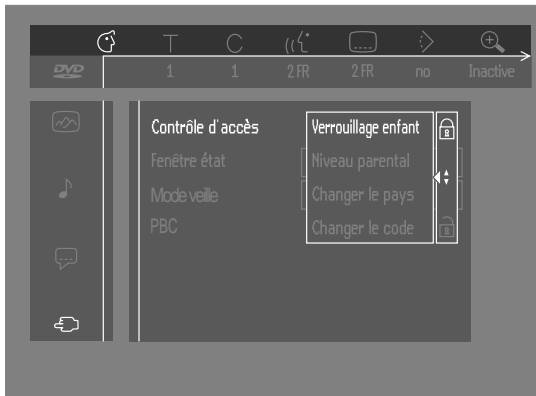 T C
DVD 1 1 2 FR 2 FR no Inactive
Contrôle d'accès Verrouillage enfant
Fenêtre état Niveau parental
Mode veille Changer le pays
PBC Changer le code